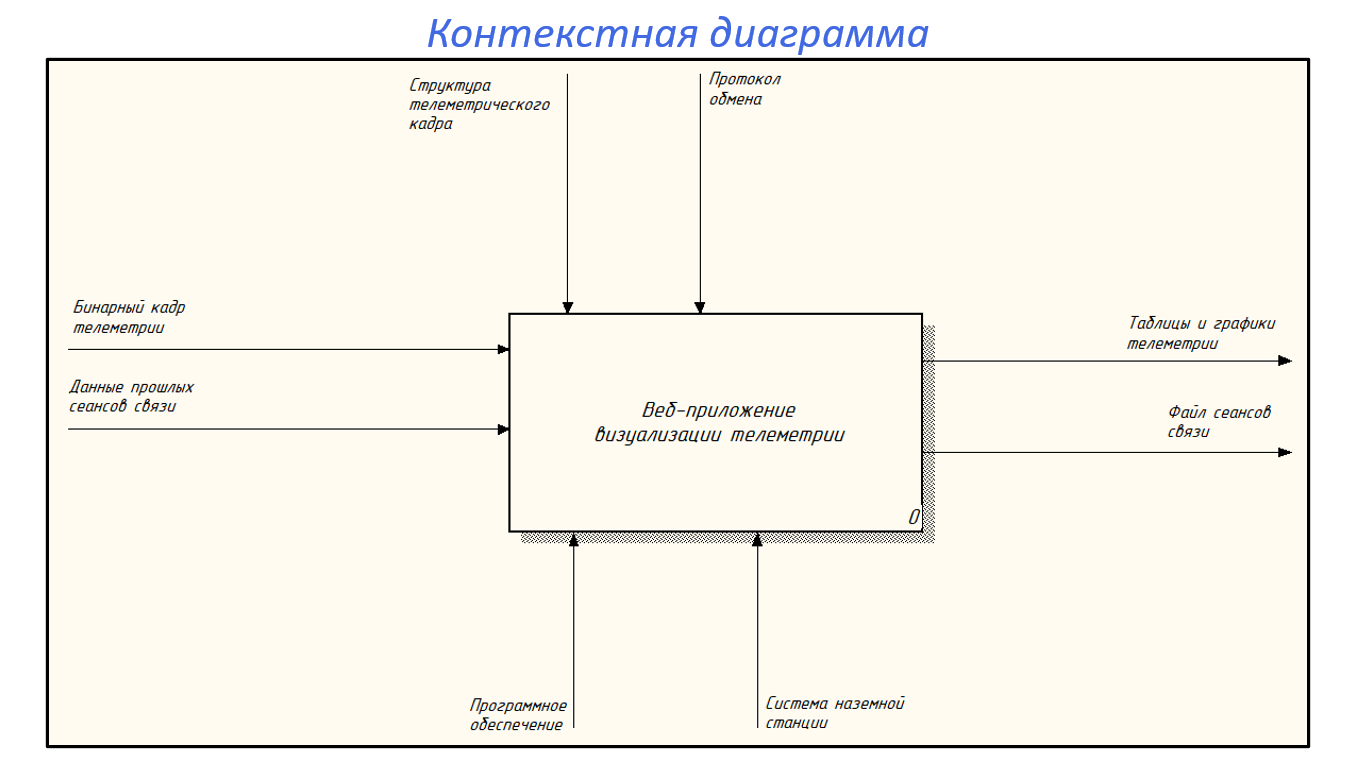 Контекстная диаграмма
Структура
телеметрического
кадра
Протокол
обмена
Бинарный кадр
телеметрии
Данные прошлых
сеансов связи
Веб-приложение
визуализации телеметрии
0
Таблицы и графики
телеметрии
Файл сеансов
связи
Программное
обеспечение
Система наземной
станции